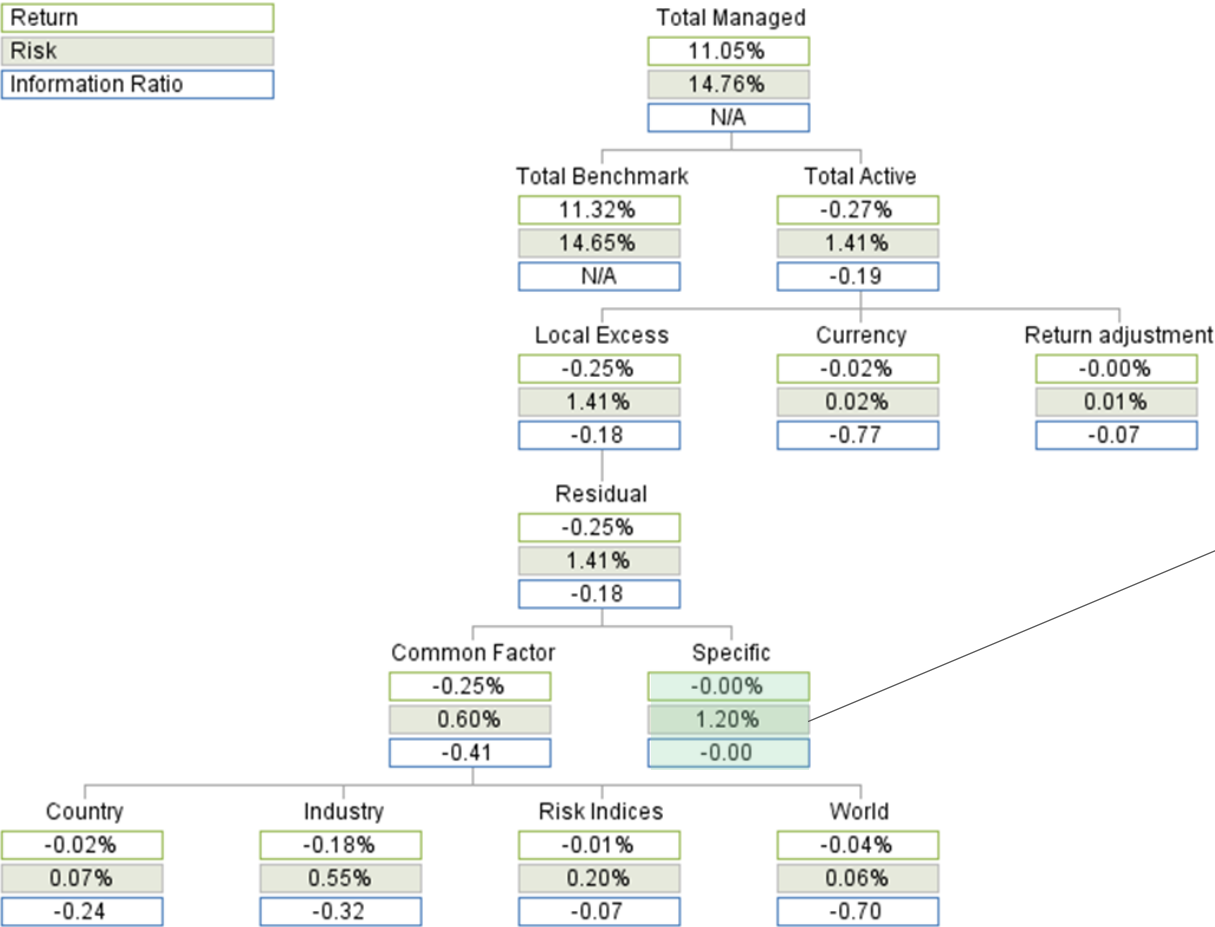 Return
Risk
Information Ratio
Total Managed
11.05%
14.76%
N/A
Total Benchmark
11.32%
14.65%
N/A
Total Active
-0.27%
1.41%
-0.19
Local Excess
-0.25%
1.41%
-0.18
Currency
-0.02%
0.02%
-0.77
Return adjustment
-0.00%
0.01%
-0.07
Residual
-0.25%
1.41%
-0.18
Common Factor
-0.25%
0.60%
-0.41
Specific
-0.00%
1.20%
-0.00
Country
-0.02%
0.07%
-0.24
Industry
-0.18%
0.55%
-0.32
Risk Indices
-0.01%
0.20%
-0.07
World
-0.04%
0.06%
-0.70